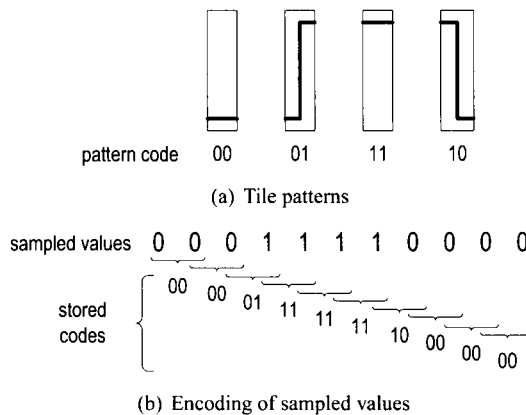 pattern code 00 01 11 10
(a) Tile patterns
sampled values 0 0 0 1 1 1 1 0 0 0 0
stored codes
00 00 01 11 11 11 10 00 00 00
(b) Encoding of sampled values